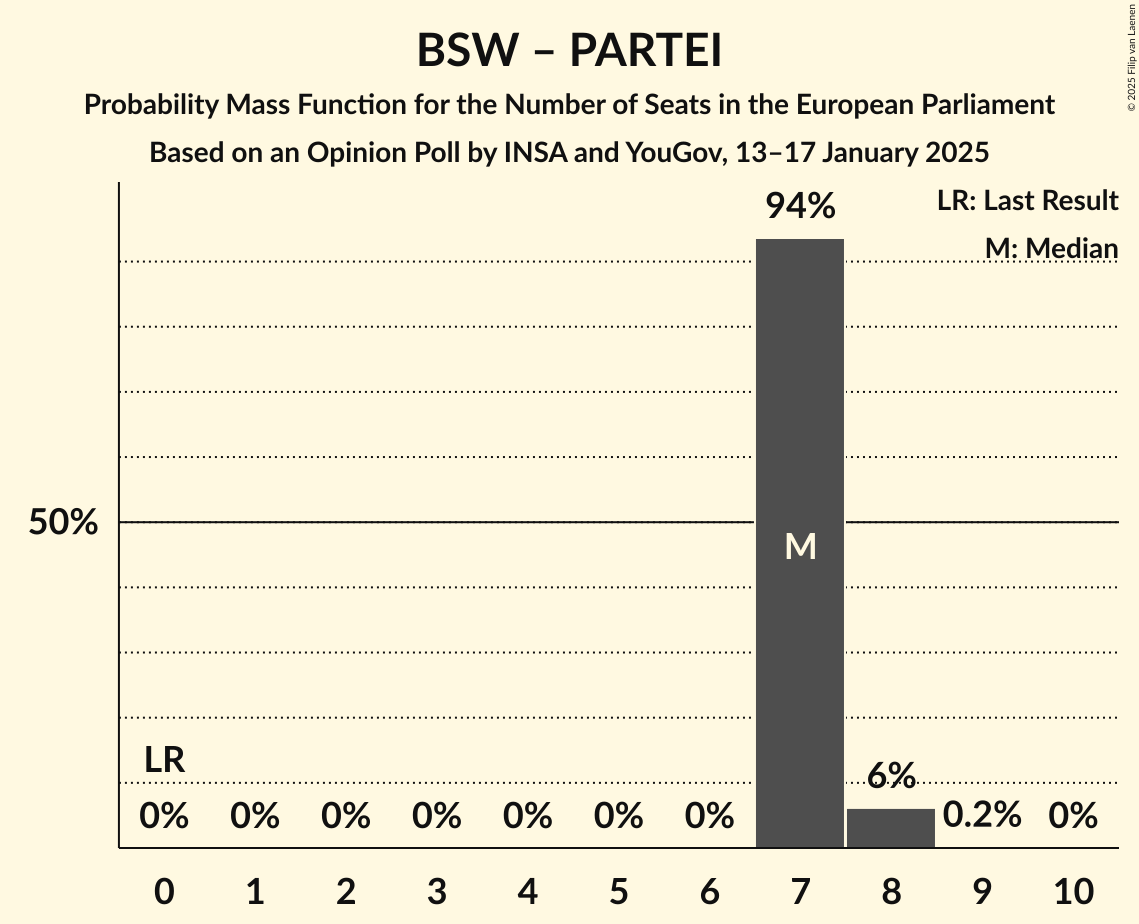 BSW – PARTEI
Probability Mass Function for the Number of Seats in the European Parliament
Based on an Opinion Poll by INSA and YouGov, 13–17 January 2025
© 2025 Filip van Laenen
LR: Last Result
M: Median
94%
50%
M
LR
6%
0% 0% 0% 0% 0% 0% 0% 0.2% 0%
0 1 2 3 4 5 6 7 8 9 10